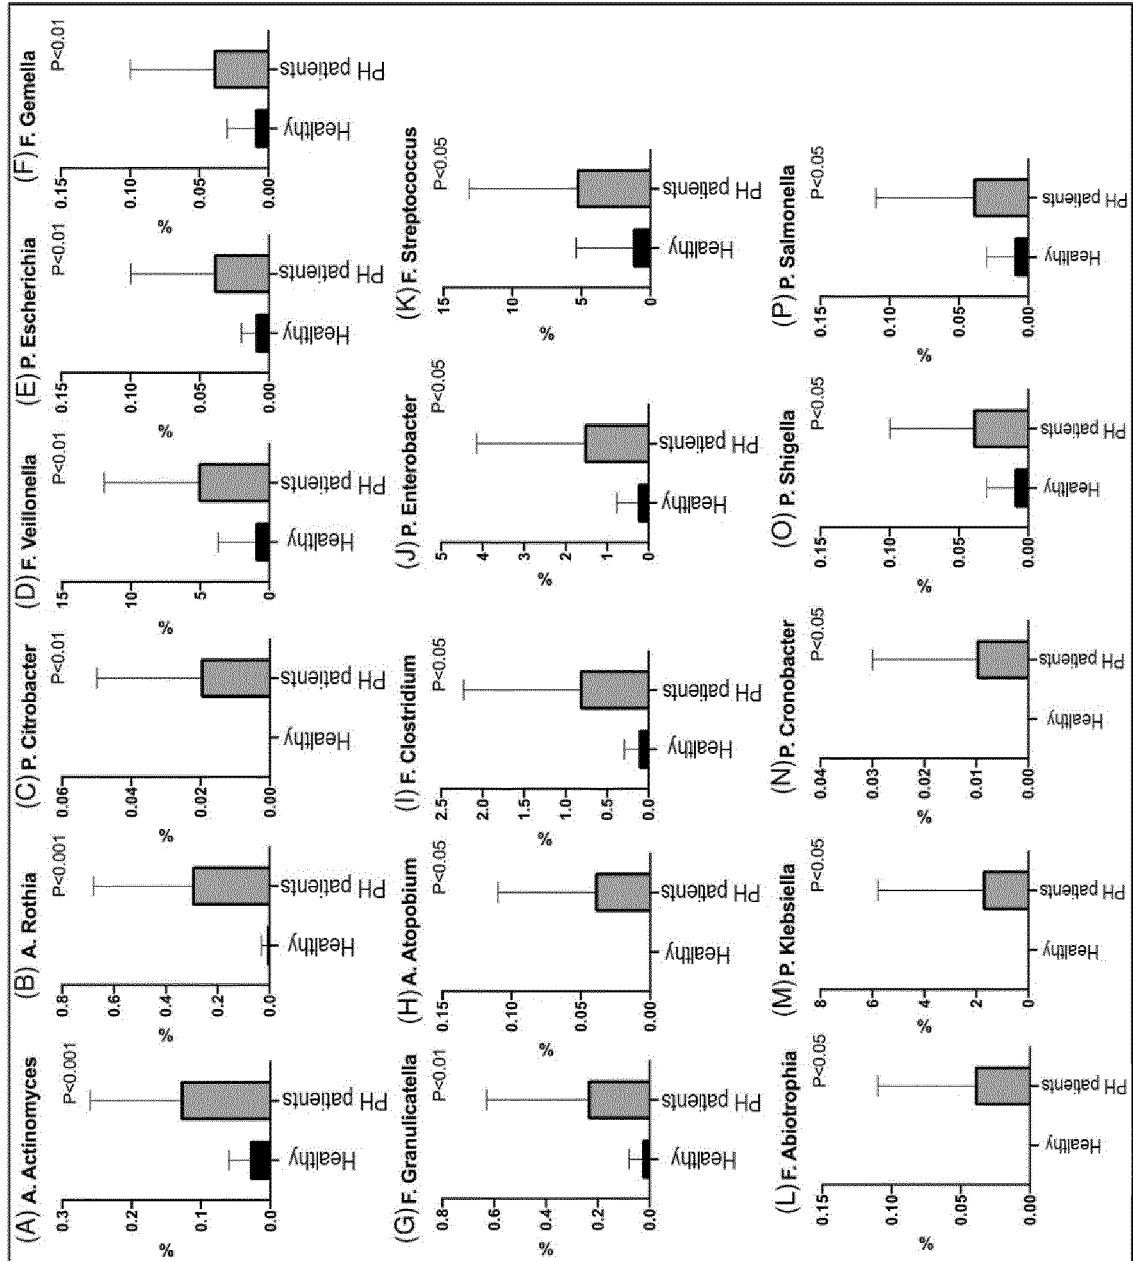 (A) A. Actinomyces
P<0.001
%
0.3
0.2
0.1
0.0
Healthy
PH patients
(B) A. Rothia
P<0.001
%
0.8
0.6
0.4
0.2
0.0
Healthy
PH patients
(C) P. Citrobacter
P<0.01
%
0.06
0.04
0.02
0.00
Healthy
PH patients
(D) F. Veillonella
P<0.01
%
15
10
5
0
Healthy
PH patients
(E) P. Escherichia
P<0.01
%
0.15
0.10
0.05
0.00
Healthy
PH patients
(F) F. Gemella
P<0.01
%
0.15
0.10
0.05
0.00
Healthy
PH patients
(G) F. Granulicatella
P<0.01
%
0.8
0.6
0.4
0.2
0.0
Healthy
PH patients
(H) A. Atopobium
P<0.05
%
0.15
0.10
0.05
0.00
Healthy
PH patients
(I) F. Clostridium
P<0.05
%
2.5
2.0
1.5
1.0
0.5
0.0
Healthy
PH patients
(J) P. Enterobacter
P<0.05
%
5
4
3
2
1
0
Healthy
PH patients
(K) F. Streptococcus
P<0.05
%
15
10
5
0
Healthy
PH patients
(L) F. Abiotrophia
P<0.05
%
0.15
0.10
0.05
0.00
Healthy
PH patients
(M) P. Klebsiella
P<0.05
%
8
6
4
2
0
Healthy
PH patients
(N) P. Cronobacter
P<0.05
%
0.04
0.03
0.02
0.01
0.00
Healthy
PH patients
(O) P. Shigella
P<0.05
%
0.15
0.10
0.05
0.00
Healthy
PH patients
(P) P. Salmonella
P<0.05
%
0.15
0.10
0.05
0.00
Healthy
PH patients